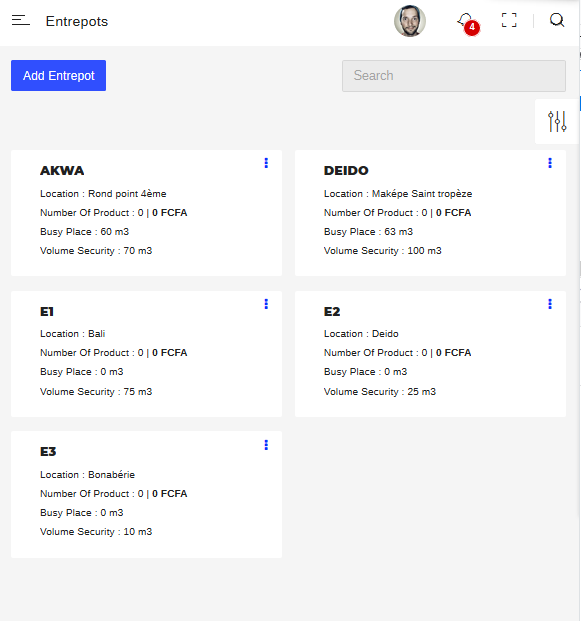 Entrepots
4
Add Entrepot
Search
AKWA
Location : Rond point 4ème
Number Of Product : 0 | 0 FCFA
Busy Place : 60 m3
Volume Security : 70 m3
DEIDO
Location : Maképe Saint tropèze
Number Of Product : 0 | 0 FCFA
Busy Place : 63 m3
Volume Security : 100 m3
E1
Location : Bali
Number Of Product : 0 | 0 FCFA
Busy Place : 0 m3
Volume Security : 75 m3
E2
Location : Deido
Number Of Product : 0 | 0 FCFA
Busy Place : 0 m3
Volume Security : 25 m3
E3
Location : Bonabérie
Number Of Product : 0 | 0 FCFA
Busy Place : 0 m3
Volume Security : 10 m3